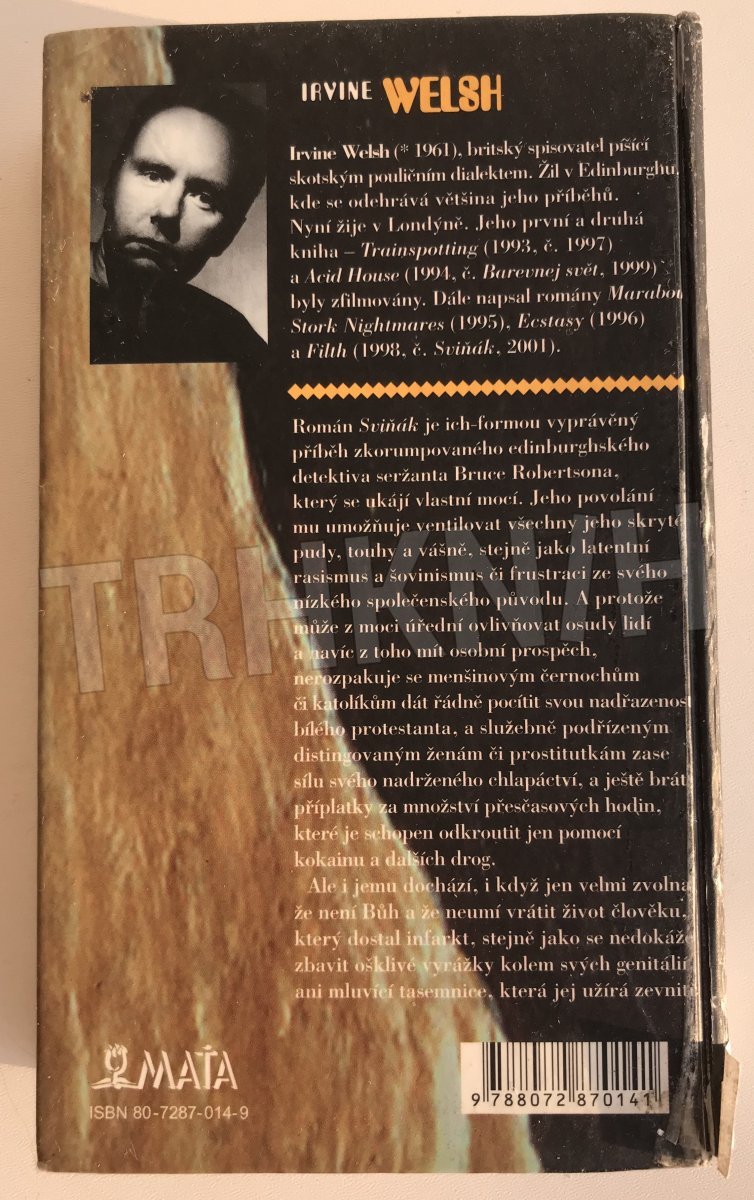 IRVINE WELSH
Irvine Welsh (* 1961), britský spisovatel píšící
skotským pouličním dialektem. Žil v Edinburghu,
kde se odehrává většina jeho příběhů.
Nyní žije v Londýně. Jeho první a druhá
kniha – Trainspotting (1993, č. 1997)
a Acid House (1994, č. Barevnej svět, 1999)
byly zfilmovány. Dále napsal romány Marabou
Stork Nightmares (1995), Ecstasy (1996)
a Filth (1998, č. Sviňák, 2001).
Román Sviňák je ich-formou vyprávěný
příběh zkorumpovaného edinburghského
detektiva seržanta Bruce Robertsona,
který se ukájí vlastní mocí. Jeho povolání
mu umožňuje ventilovat všechny jeho skryté
pudy, touhy a vášně, stejně jako latentní
rasismus a šovinismus či frustraci ze svého
nízkého společenského původu. A protože
může z moci úřední ovlivňovat osudy lidí
a navíc z toho mít osobní prospěch,
nerozpakuje se menšinovým černochům
či katolíkům dát řádně pocítit svou nadřazenost
bílého protestanta, a služebně podřízeným
distingovaným ženám či prostitutkám zase
sílu svého nadrženého chlapáctví, a ještě brát
příplatky za množství přesčasových hodin,
které je schopen odkroutit jen pomocí
kokainu a dalších drog.
Ale i jemu dochází, i když jen velmi zvolna
že není Bůh a že neumí vrátit život člověku,
který dostal infarkt, stejně jako se nedokáže
zbavit ošklivé vyrážky kolem svých genitálií
ani mluvící tasemnice, která jej užírá zevnitř
TRHKN/H
MAŤA
ISBN 80-7287-014-9
9 788072 870141